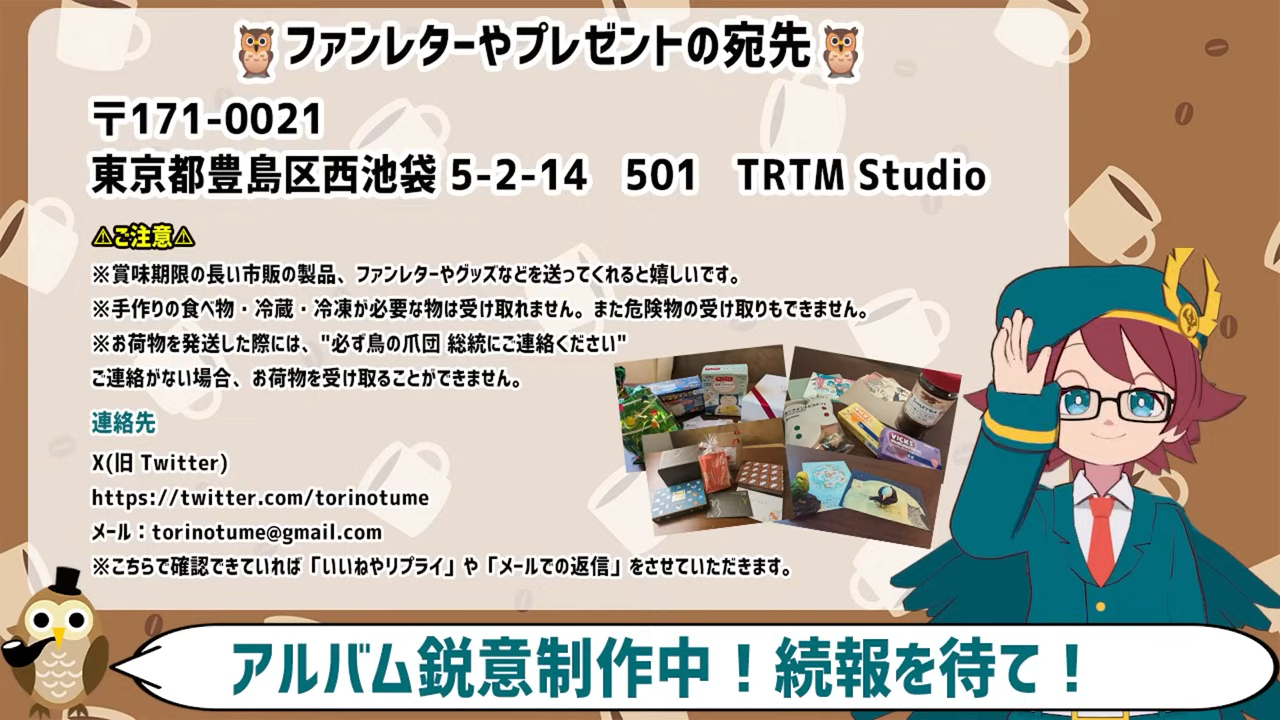 🦉ファンレターやプレゼントの宛先🦉
〒171-0021
東京都豊島区西池袋 5-2-14 501 TRTM Studio
⚠ご注意⚠
※賞味期限の長い市販の製品、ファンレターやグッズなどを送ってくれると嬉しいです。
※手作りの食べ物・冷蔵・冷凍が必要な物は受け取れません。また危険物の受け取りもできません。
※お荷物を発送した際には、"必ず鳥の爪団 総統にご連絡ください"
ご連絡がない場合、お荷物を受け取ることができません。
連絡先
X(旧 Twitter)
https://twitter.com/torinotume
メール：torinotume@gmail.com
※こちらで確認できていれば「いいねやリプライ」や「メールでの返信」をさせていただきます。
VICKS
アルバム鋭意制作中！続報を待て！